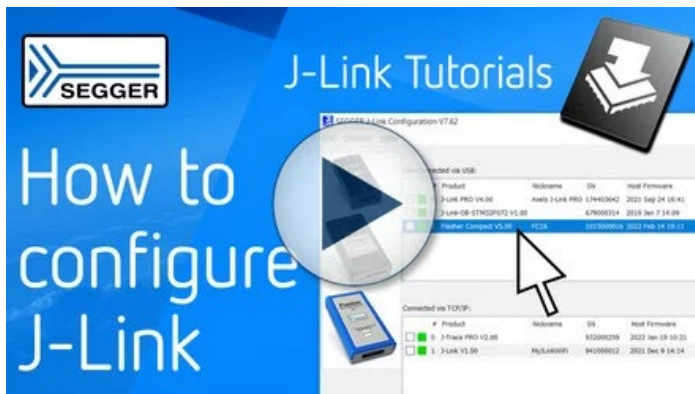 SEGGER
J-Link Tutorials
How to
configure
J-Link
SEGGER J-Link Configuration V7.62
Connected via USB:
# Product Nickname SN Host Firmware
J-Link PRO V4.00 Axels J-Link PRO 174403642 2021 Sep 24 16:41
J-Link-OB-STM32F072 V1.00 679000314 2019 Jan 7 14:09
Flasher Compact V5.00 FC16 2022 Feb 14 18:11
Connected via TCP/IP:
# Product Nickname SN Host Firmware
0 J-Trace PRO V2.00 932000259 2022 Jan 19 10:21
1 J-Link V1.00 MyJLinkWiFi 841000012 2021 Dec 9 14:14
Flasher